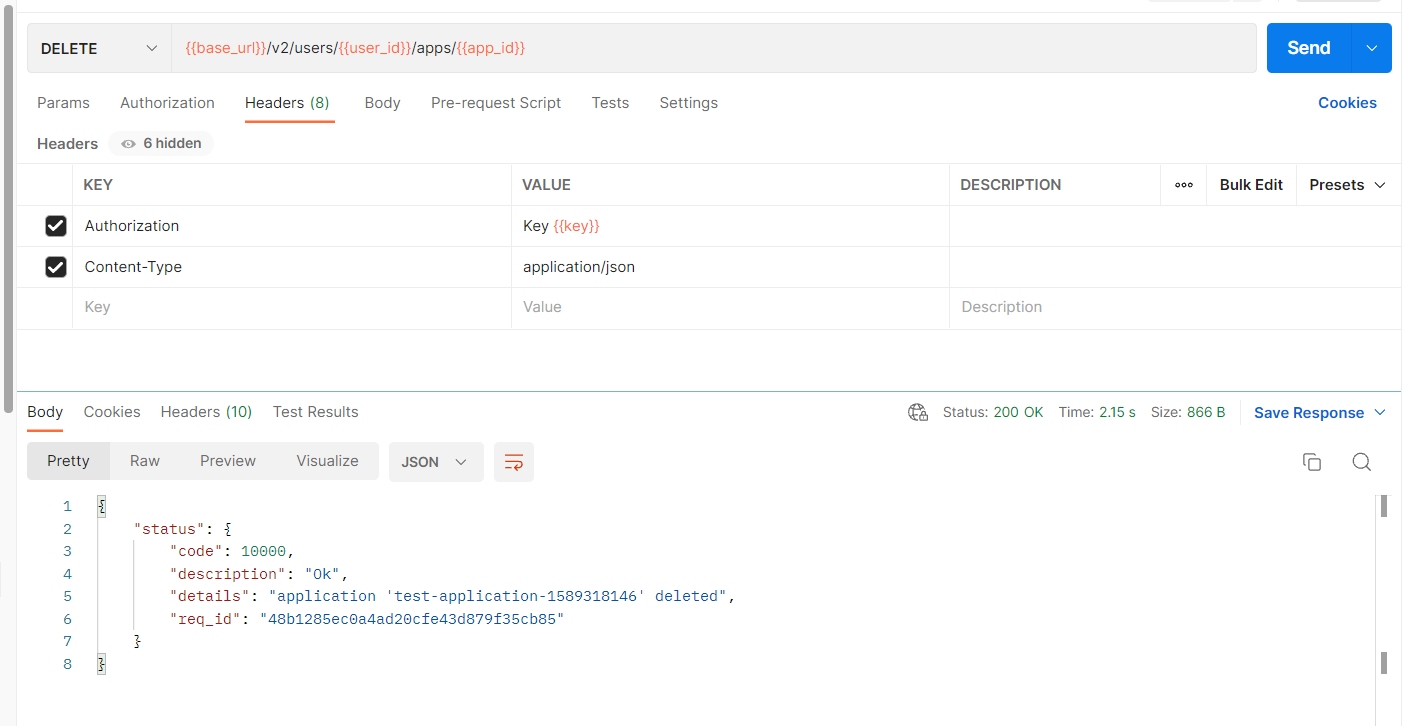 DELETE {{base_url}}/v2/users/{{user_id}}/apps/{{app_id}} Send
Params Authorization Headers (8) Body Pre-request Script Tests Settings Cookies
Headers 6 hidden
KEY VALUE DESCRIPTION ooo Bulk Edit Presets
Authorization Key {{key}}
Content-Type application/json
Key Value Description
Body Cookies Headers (10) Test Results Status: 200 OK Time: 2.15 s Size: 866 B Save Response
Pretty Raw Preview Visualize JSON
1 {
2 "status": {
3 "code": 10000,
4 "description": "Ok",
5 "details": "application 'test-application-1589318146' deleted",
6 "req_id": "48b1285ec0a4ad20cfe43d879f35cb85"
7 }
8 }